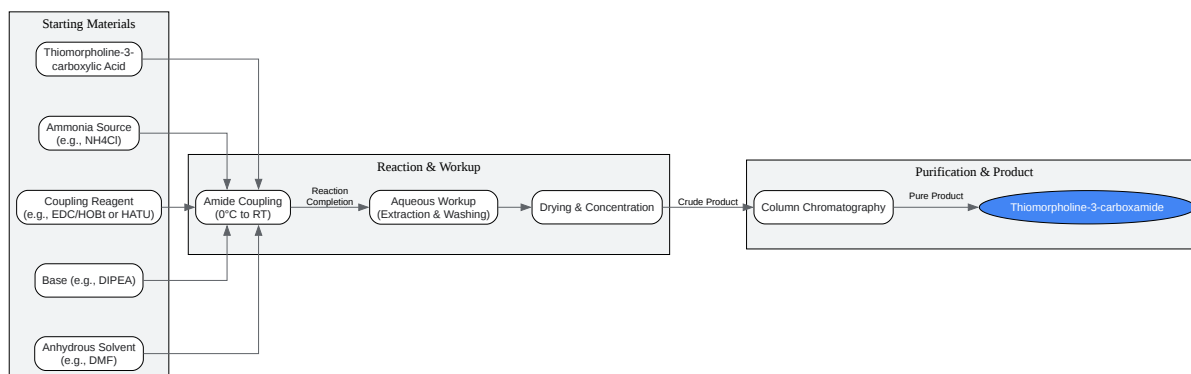 Starting Materials
Thiomorpholine-3-
carboxylic Acid
Ammonia Source
(e.g., NH4Cl)
Coupling Reagent
(e.g., EDC/HOBt or HATU)
Base (e.g., DIPEA)
Anhydrous Solvent
(e.g., DMF)
Reaction & Workup
Amide Coupling
(0°C to RT)
Reaction
Completion
Aqueous Workup
(Extraction & Washing)
Drying & Concentration
Crude Product
Purification & Product
Column Chromatography
Pure Product
Thiomorpholine-3-carboxamide